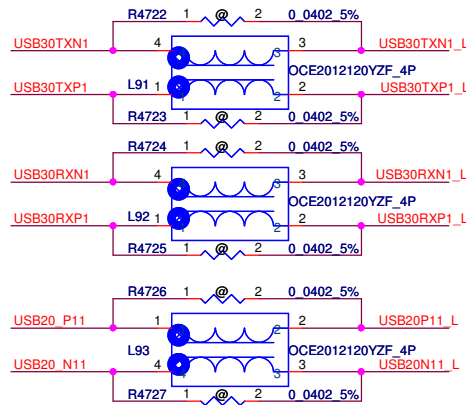 R4722 1 @ 2 0_0402_5%
USB30TXN1 4 3 3 USB30TXN1_L
OCE2012120YZF_4P
USB30TXP1 L91 1 2 2 USB30TXP1_L
R4723 1 @ 2 0_0402_5%
R4724 1 @ 2 0_0402_5%
USB30RXN1 4 3 USB30RXN1_L
OCE2012120YZF_4P
USB30RXP1 L92 1 2 2 USB30RXP1_L
R4725 1 @ 2 0_0402_5%
R4726 1 @ 2 0_0402_5%
USB20_P11 1 2 2 USB20P11_L
L93 OCE2012120YZF_4P
USB20_N11 4 3 3 USB20N11_L
R4727 1 @ 2 0_0402_5%